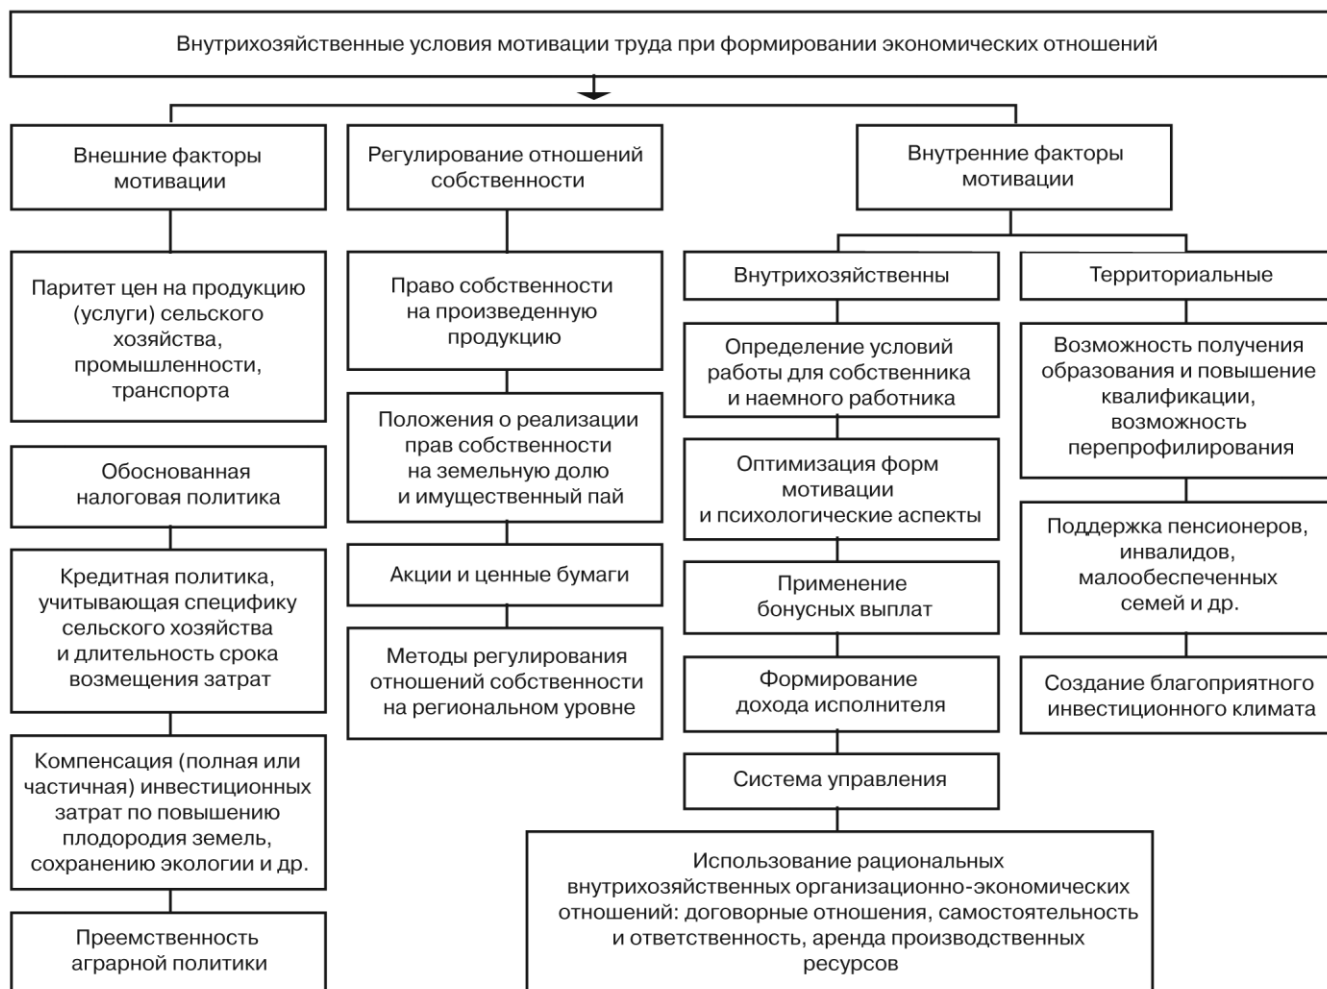 Внутрихозяйственные условия мотивации труда при формировании экономических отношений
Внешние факторы
мотивации
Паритет цен на продукцию
(услуги) сельского
хозяйства,
промышленности,
транспорта
Обоснованная
налоговая политика
Кредитная политика,
учитывающая специфику
сельского хозяйства
и длительность срока
возмещения затрат
Компенсация (полная или
частичная) инвестиционных
затрат по повышению
плодородия земель,
сохранению экологии и др.
Преемственность
аграрной политики
Регулирование отношений
собственности
Право собственности
на произведенную
продукцию
Положения о реализации
прав собственности
на земельную долю
и имущественный пай
Акции и ценные бумаги
Методы регулирования
отношений собственности
на региональном уровне
Внутренние факторы
мотивации
Внутрихозяйственны
Определение условий
работы для собственника
и наемного работника
Оптимизация форм
мотивации
и психологические аспекты
Применение
бонусных выплат
Формирование
дохода исполнителя
Система управления
Использование рациональных
внутрихозяйственных организационно-экономических
отношений: договорные отношения, самостоятельность
и ответственность, аренда производственных
ресурсов
Территориальные
Возможность получения
образования и повышение
квалификации,
возможность
перепрофилирования
Поддержка пенсионеров,
инвалидов,
малообеспеченных
семей и др.
Создание благоприятного
инвестиционного климата